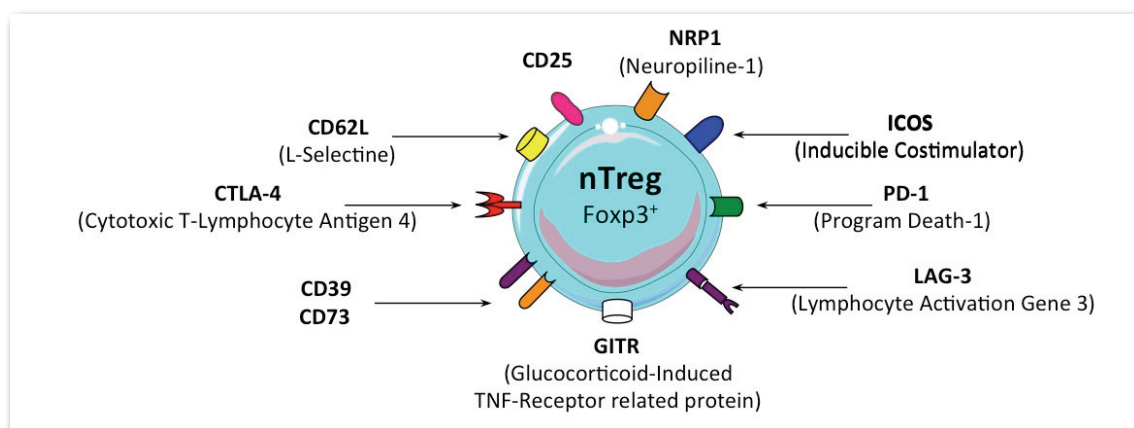 NRP1
(Neuropiline-1)
CD25
CD62L
(L-Selectine)
ICOS
(Inducible Costimulator)
CTLA-4
(Cytotoxic T-Lymphocyte Antigen 4)
nTreg
Foxp3⁺
PD-1
(Program Death-1)
CD39
CD73
LAG-3
(Lymphocyte Activation Gene 3)
GITR
(Glucocorticoid-Induced
TNF-Receptor related protein)